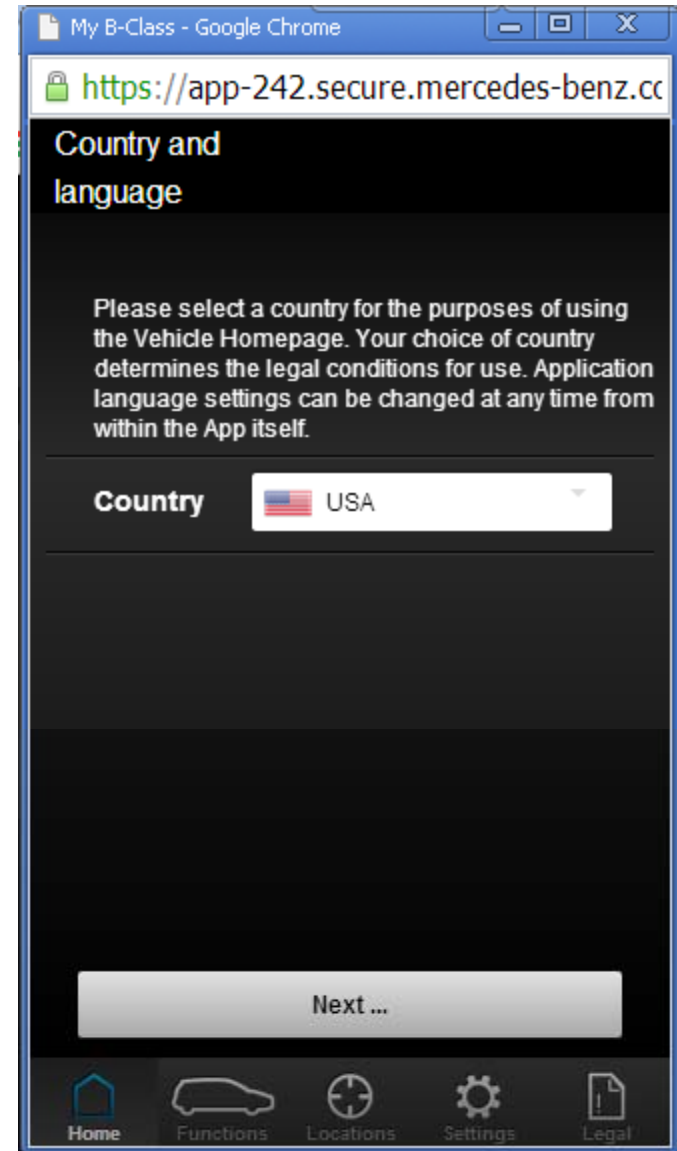 My B-Class - Google Chrome
https://app-242.secure.mercedes-benz.cc
Country and
language
Please select a country for the purposes of using
the Vehicle Homepage. Your choice of country
determines the legal conditions for use. Application
language settings can be changed at any time from
within the App itself.
Country USA
Next ...
Home Functions Locations Settings Legal